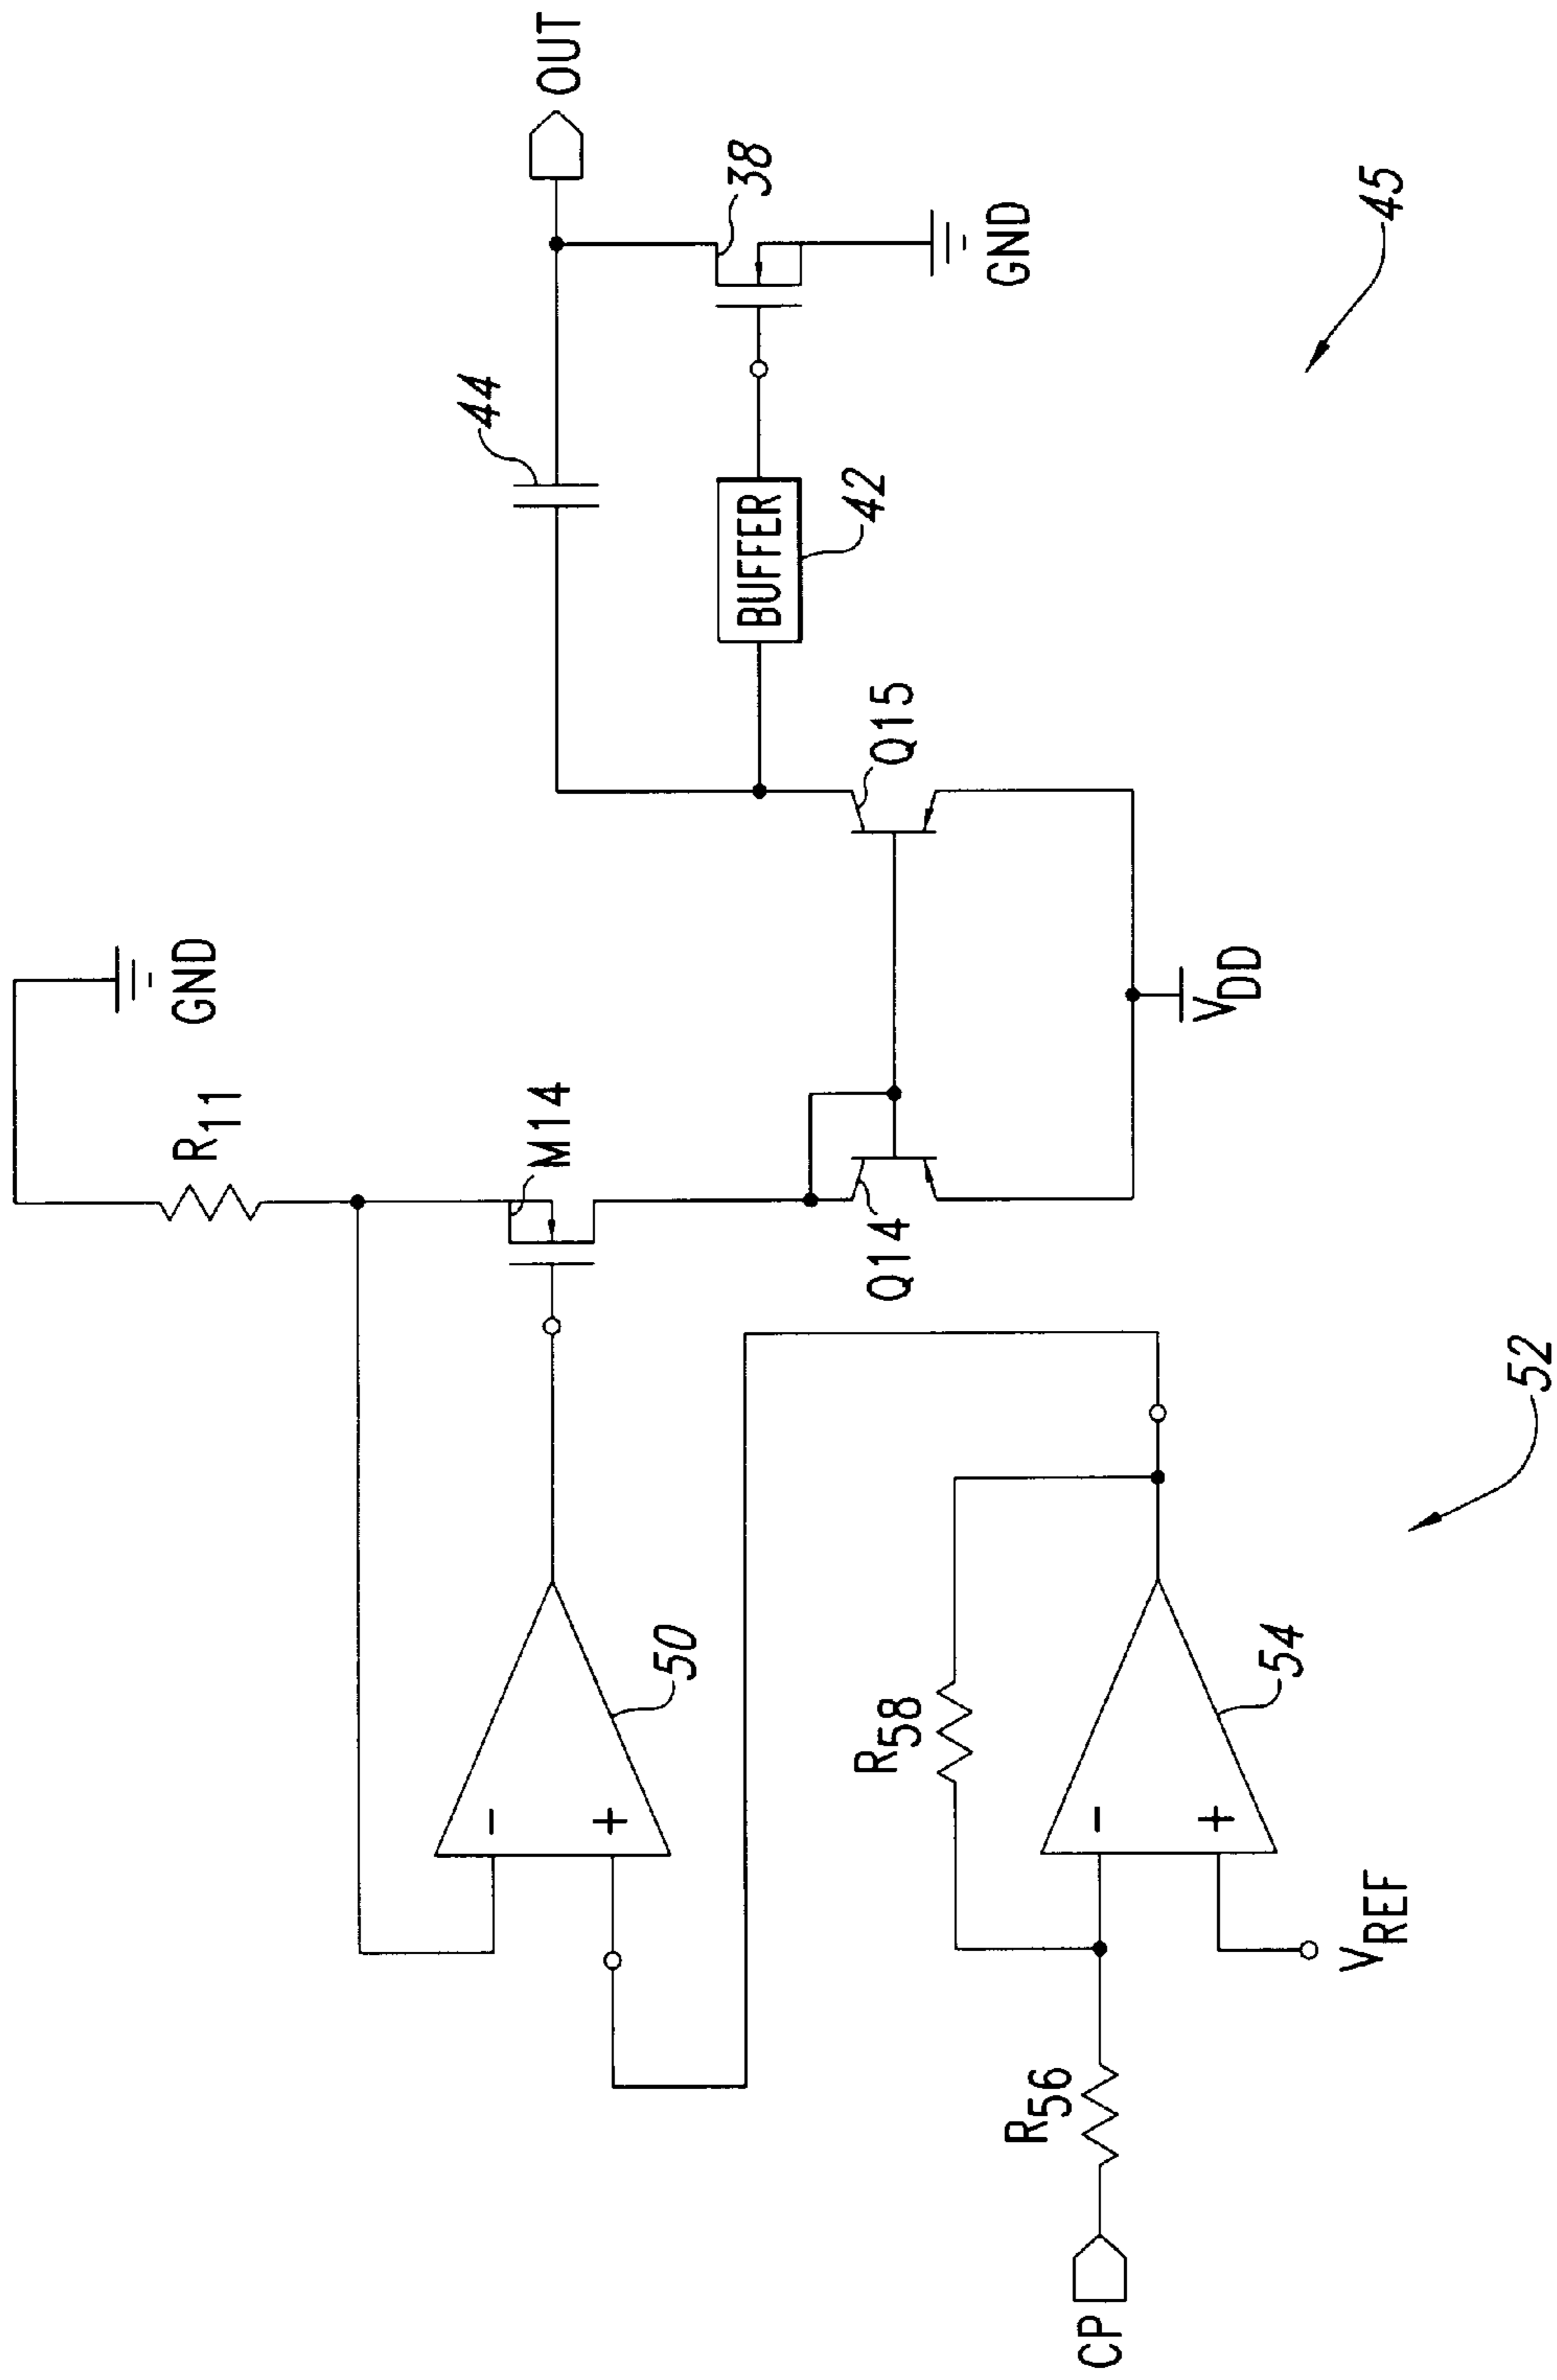 OUT
38
GND
45
44
BUFFER
42
Q15
GND
R11
M14
Q14
VDD
50
52
R58
54
VREF
R56
CP
-
+
-
+